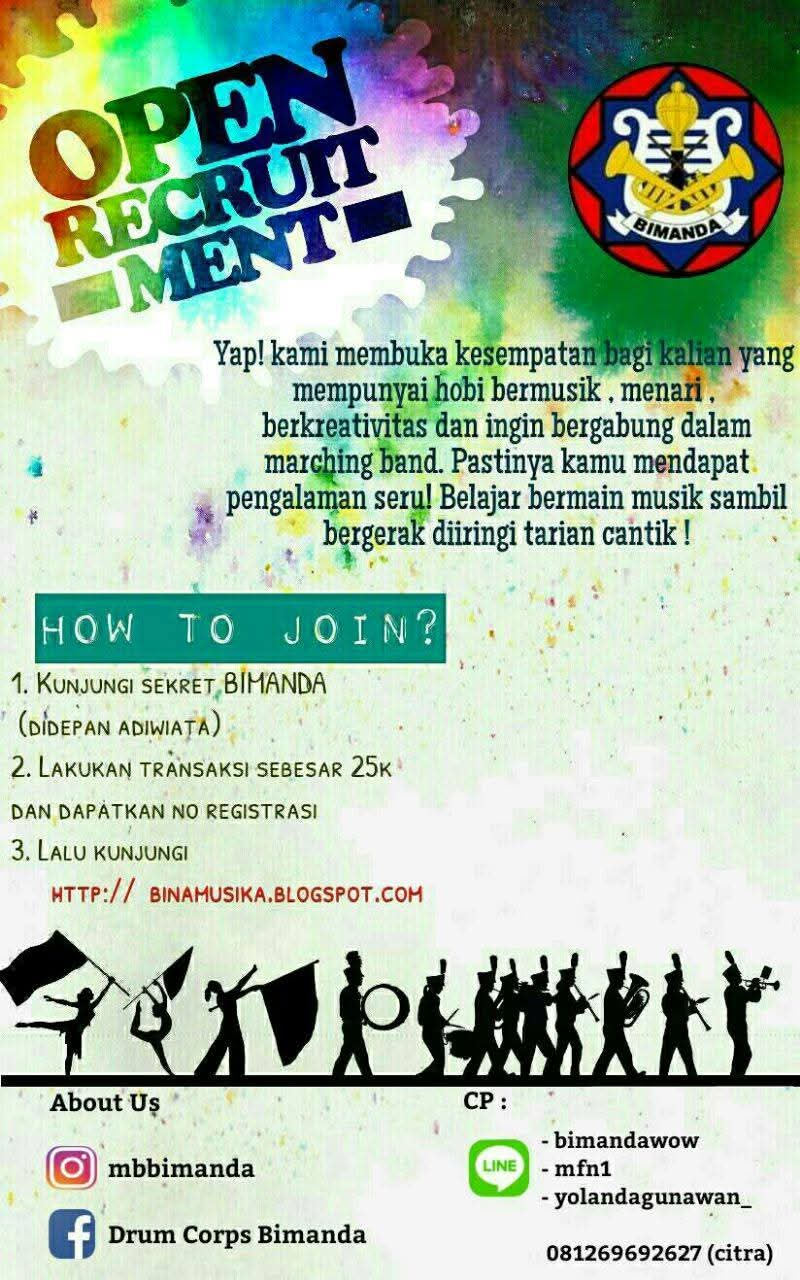 OPEN
RECRUIT
MENT
BIMANDA
Yap! kami membuka kesempatan bagi kalian yang
mempunyai hobi bermusik , menari ,
berkreativitas dan ingin bergabung dalam
marching band. Pastinya kamu mendapat
pengalaman seru! Belajar bermain musik sambil
bergerak diiringi tarian cantik !
HOW TO JOIN?
1. KUNJUNGI SEKRET BIMANDA
(DIDEPAN ADIWIATA)
2. LAKUKAN TRANSAKSI SEBESAR 25K
DAN DAPATKAN NO REGISTRASI
3. LALU KUNJUNGI
HTTP:// BINAMUSIKA.BLOGSPOT.COM
About Us
mbbimanda
Drum Corps Bimanda
CP :
LINE
- bimandawow
- mfn1
- yolandagunawan_
081269692627 (citra)